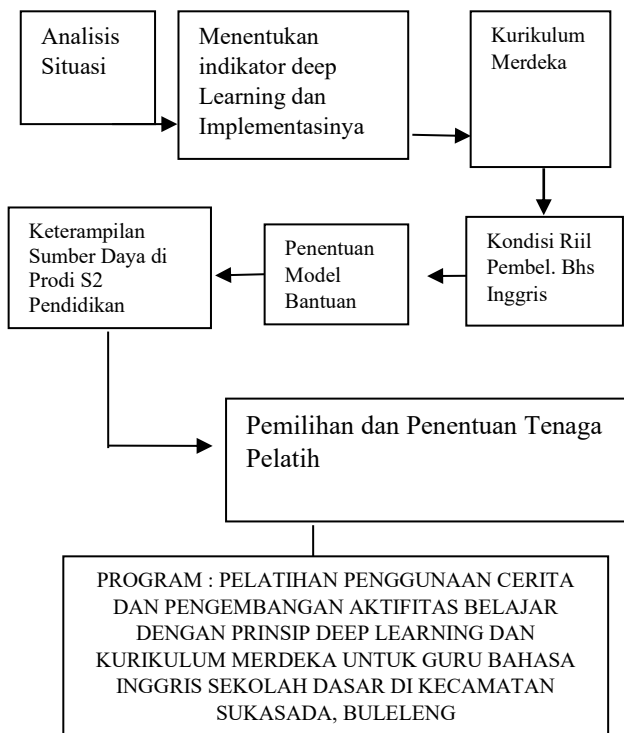 Analisis
Situasi
Menentukan
indikator deep
Learning dan
Implementasinya
Kurikulum
Merdeka
Kondisi Riil
Pembel. Bhs
Inggris
Penentuan
Model
Bantuan
Keterampilan
Sumber Daya di
Prodi S2
Pendidikan
Pemilihan dan Penentuan Tenaga
Pelatih
PROGRAM : PELATIHAN PENGGUNAAN CERITA
DAN PENGEMBANGAN AKTIFITAS BELAJAR
DENGAN PRINSIP DEEP LEARNING DAN
KURIKULUM MERDEKA UNTUK GURU BAHASA
INGGRIS SEKOLAH DASAR DI KECAMATAN
SUKASADA, BULELENG